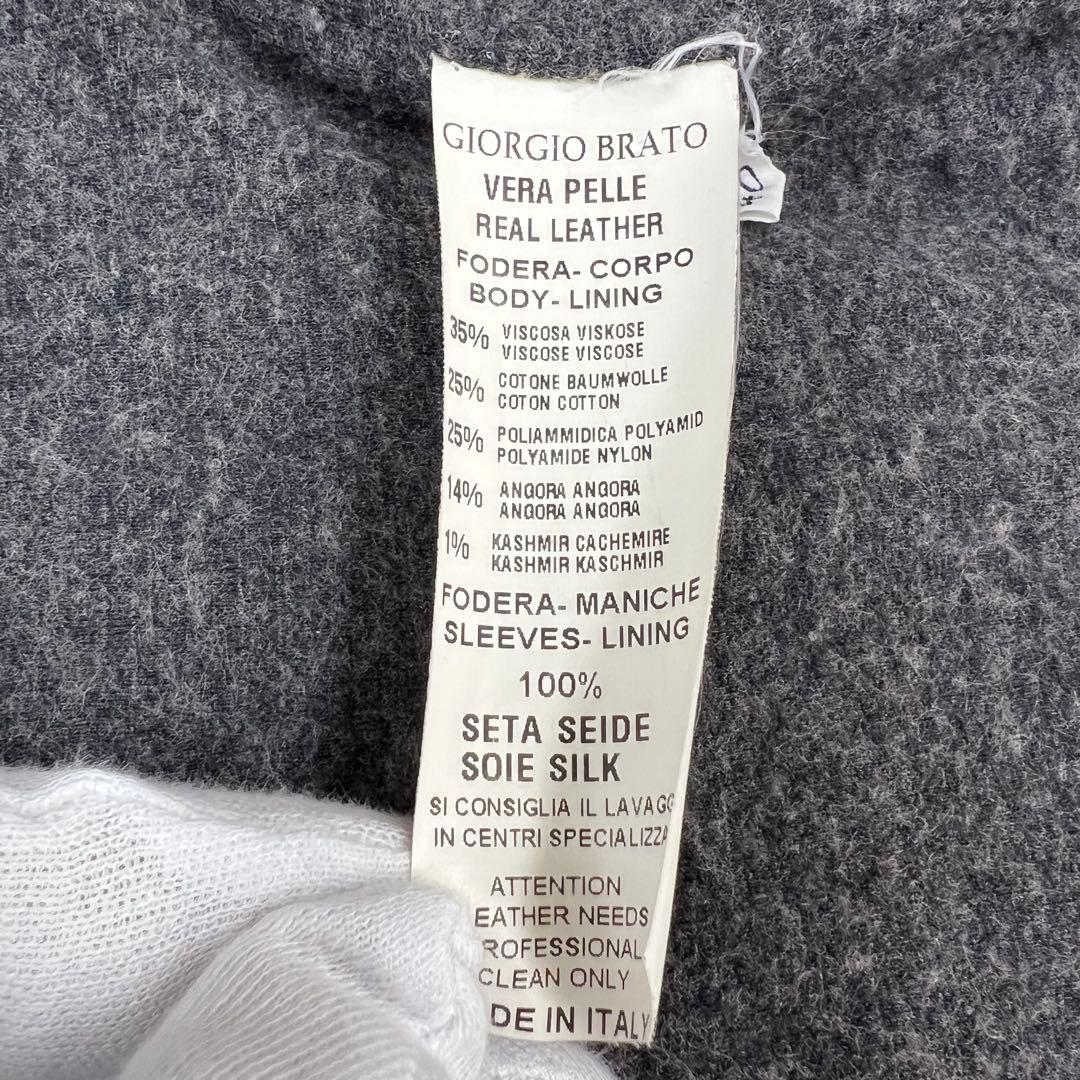 GIORGIO BRATO
VERA PELLE
REAL LEATHER
FODERA- CORPO
BODY- LINING
35% VISCOSA VISKOSE
VISCOSE VISCOSE
25% COTONE BAUMWOLLE
COTON COTTON
25% POLIAMMIDICA POLYAMID
POLYAMIDE NYLON
14% ANGORA ANGORA
ANGORA ANGORA
1% KASHMIR CACHEMIRE
KASHMIR KASCHMIR
FODERA- MANICHE
SLEEVES- LINING
100%
SETA SEIDE
SOIE SILK
SI CONSIGLIA IL LAVAGG
IN CENTRI SPECIALIZZA
ATTENTION
EATHER NEEDS
ROFESSIONAL
CLEAN ONLY
DE IN ITALY